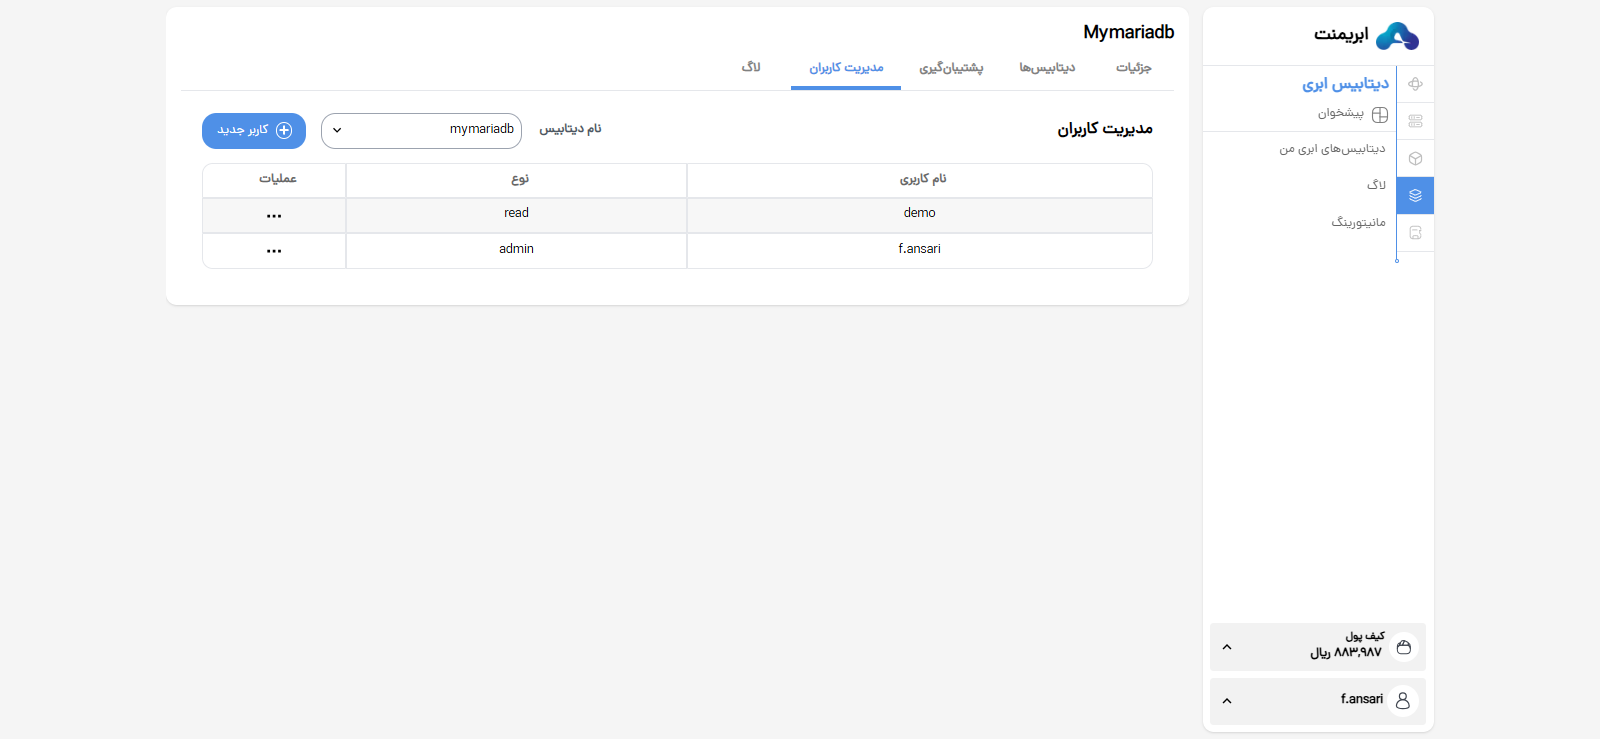 ابریمنت
دیتابیس ابری
پیشخوان
دیتابیس‌های ابری من
لاگ
مانیتورینگ
کیف پول
۸۸۳,۹۸۷ ریال
f.ansari
Mymariadb
جزئیات دیتابیس‌ها پشتیبان‌گیری مدیریت کاربران لاگ
مدیریت کاربران نام دیتابیس mymariadb کاربر جدید
نام کاربری نوع عملیات
demo read
f.ansari admin